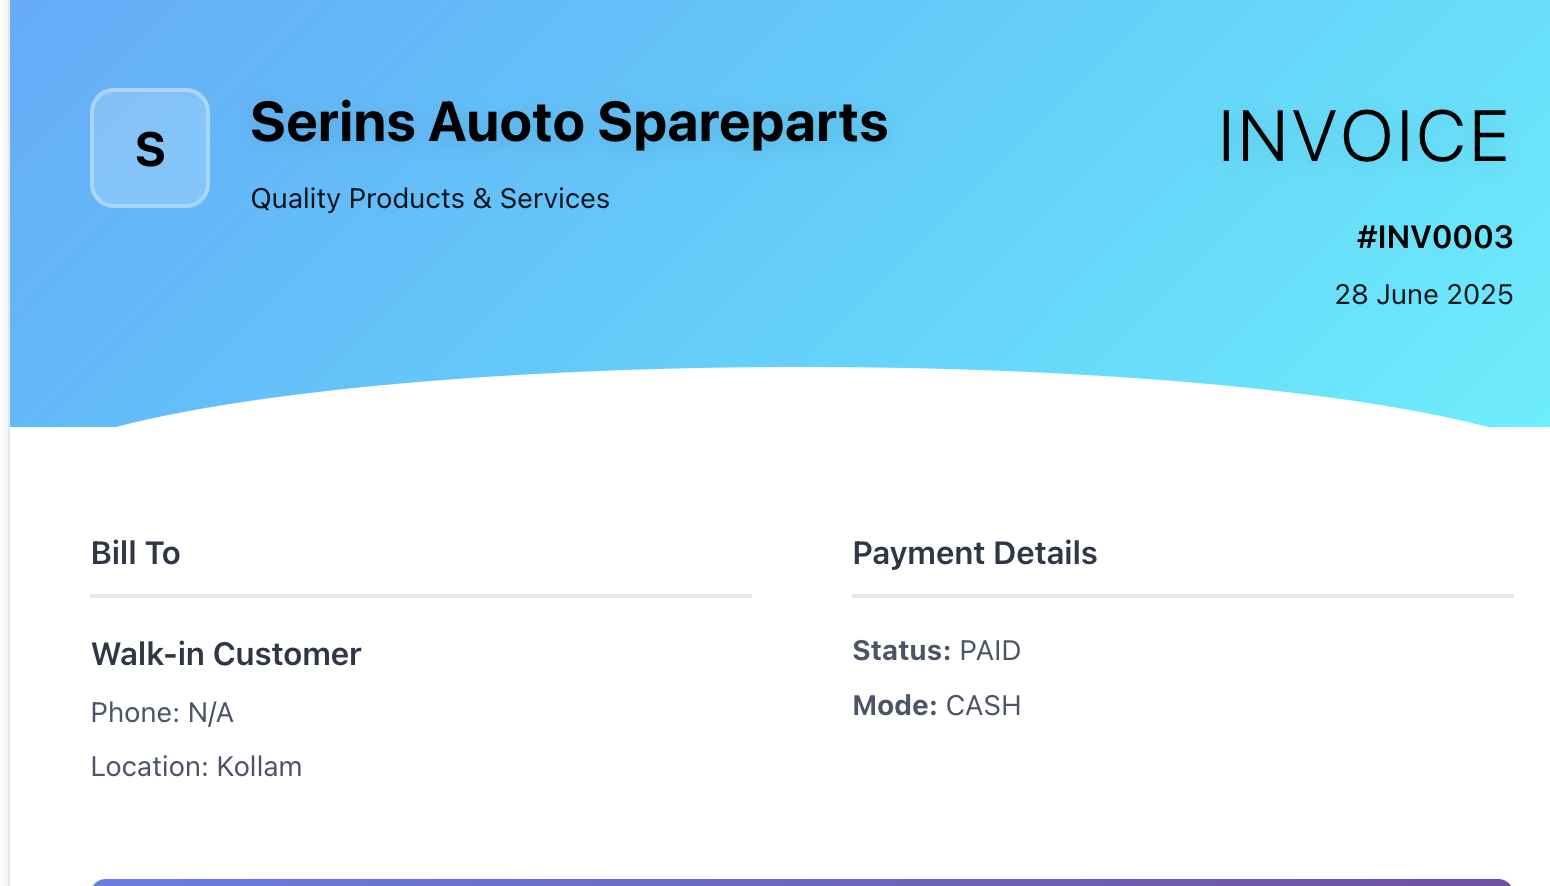 S
Serins Auoto Spareparts
Quality Products & Services
INVOICE
#INV0003
28 June 2025
Bill To
Walk-in Customer
Phone: N/A
Location: Kollam
Payment Details
Status: PAID
Mode: CASH